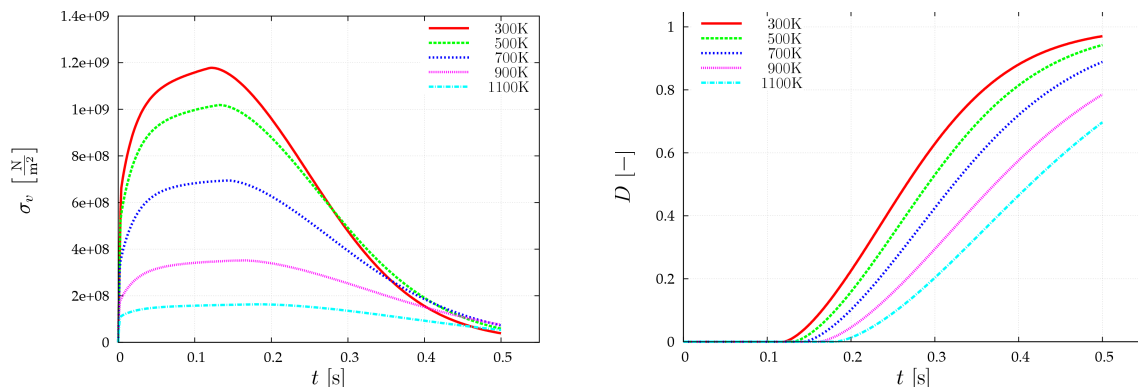 1.4e+09
1.2e+09
1e+09
8e+08
6e+08
4e+08
2e+08
0
σv [N/m²]
0 0.1 0.2 0.3 0.4 0.5
t [s]
300K
500K
700K
900K
1100K
1
0.8
0.6
0.4
0.2
0
D [−]
0 0.1 0.2 0.3 0.4 0.5
t [s]
300K
500K
700K
900K
1100K